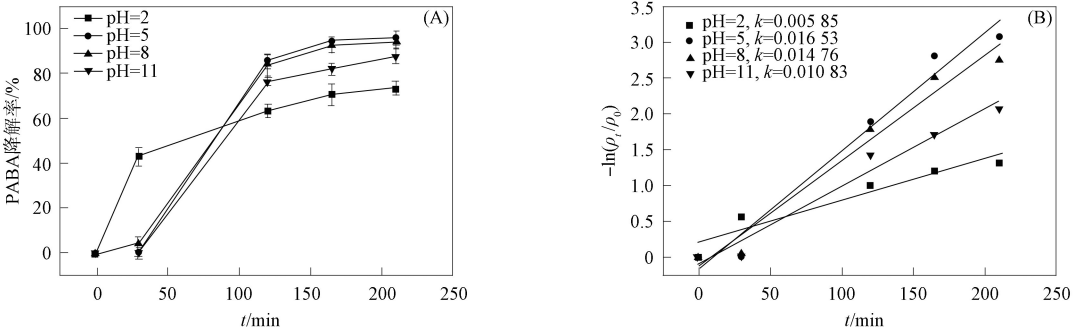 (A)
pH=2
pH=5
pH=8
pH=11
PABA降解率/%
100
80
60
40
20
0
0 50 100 150 200 250
t/min
(B)
pH=2, k=0.005 85
pH=5, k=0.016 53
pH=8, k=0.014 76
pH=11, k=0.010 83
−ln(ρt/ρ0)
−3.5
−3.0
2.5
2.0
1.5
1.0
0.5
0
0 50 100 150 200 250
t/min